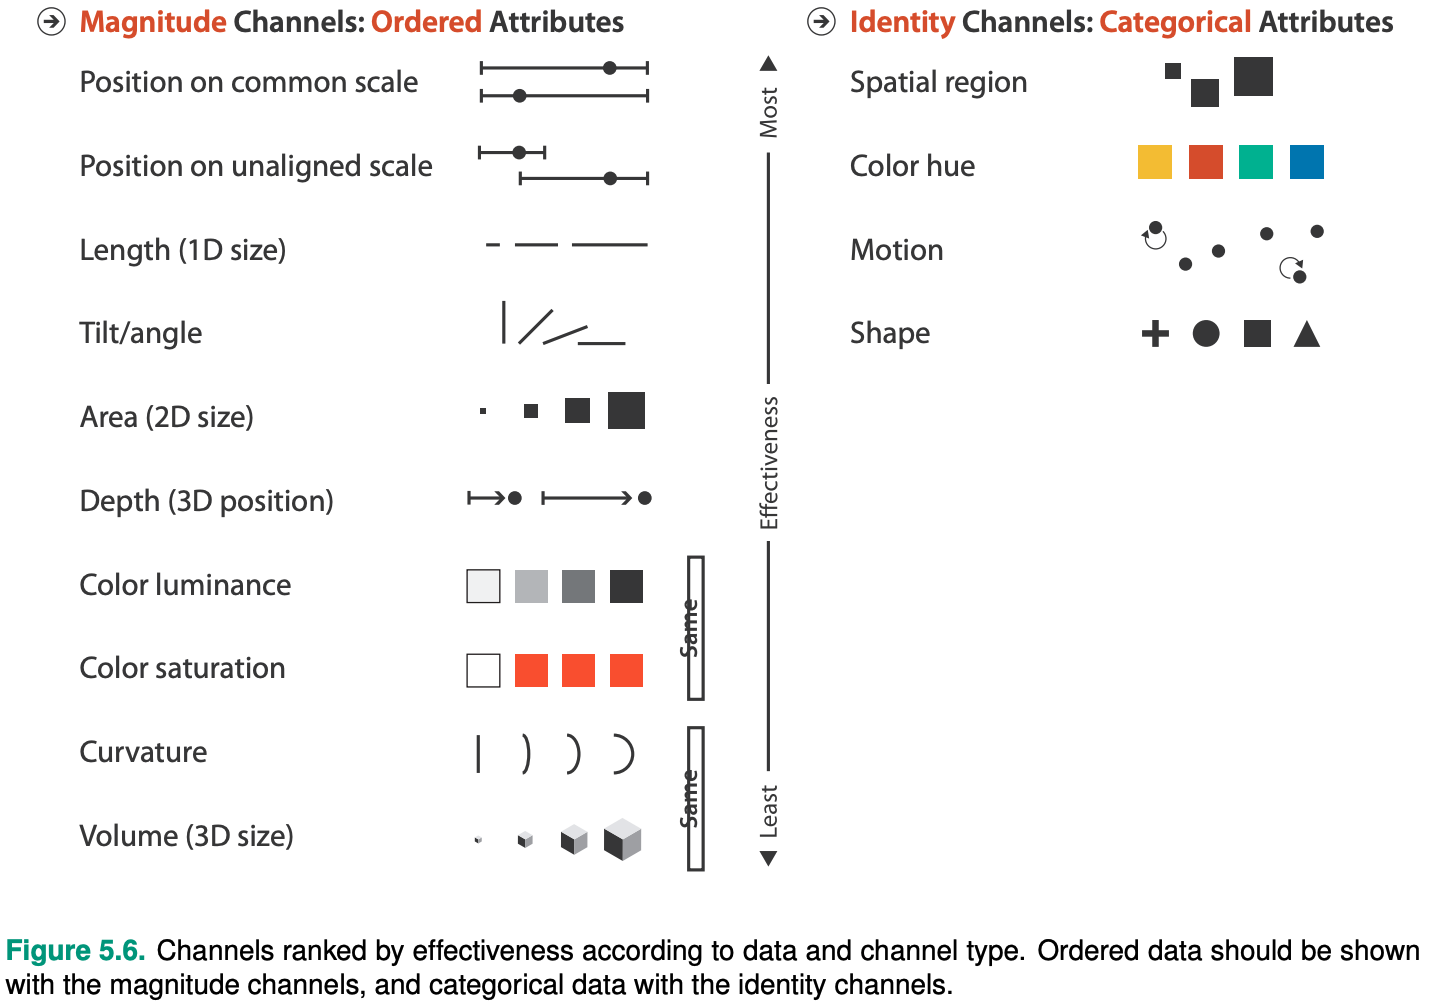 Magnitude Channels: Ordered Attributes
Position on common scale
Position on unaligned scale
Length (1D size)
Tilt/angle
Area (2D size)
Depth (3D position)
Color luminance
Color saturation
Curvature
Volume (3D size)
Same
Same
Most
Effectiveness
Least
Identity Channels: Categorical Attributes
Spatial region
Color hue
Motion
Shape
Figure 5.6. Channels ranked by effectiveness according to data and channel type. Ordered data should be shown
with the magnitude channels, and categorical data with the identity channels.